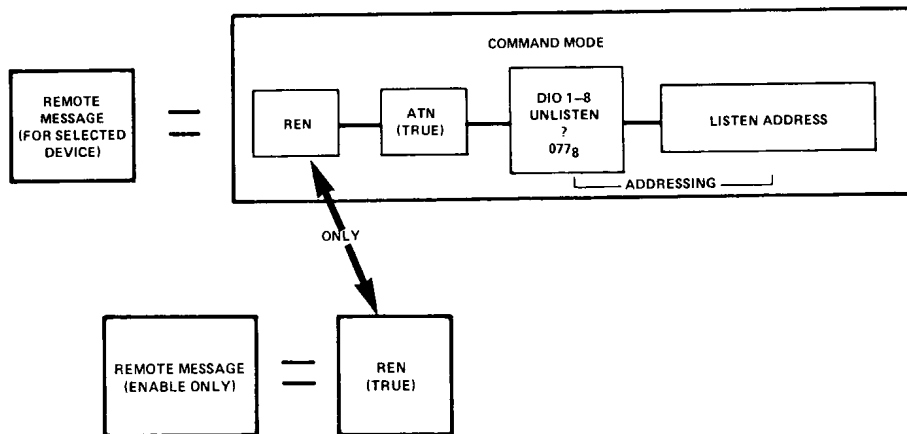 COMMAND MODE
REMOTE
MESSAGE
(FOR SELECTED
DEVICE)
=
REN
ATN
(TRUE)
DIO 1–8
UNLISTEN
?
077₈
LISTEN ADDRESS
ADDRESSING
ONLY
REMOTE MESSAGE
(ENABLE ONLY)
=
REN
(TRUE)